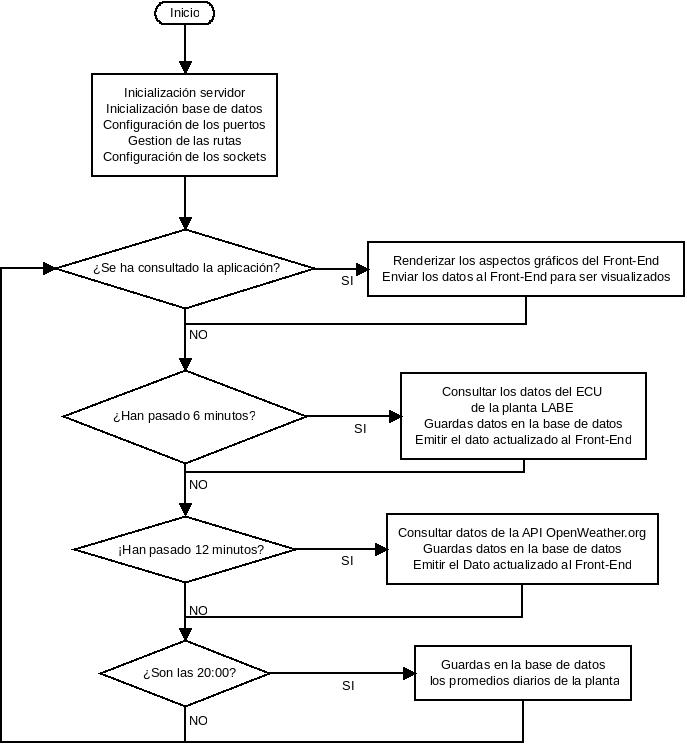 Inicio
Inicialización servidor
Inicialización base de datos
Configuración de los puertos
Gestion de las rutas
Configuración de los sockets
¿Se ha consultado la aplicación?
SI
Renderizar los aspectos gráficos del Front-End
Enviar los datos al Front-End para ser visualizados
NO
¿Han pasado 6 minutos?
SI
Consultar los datos del ECU
de la planta LABE
Guardas datos en la base de datos
Emitir el dato actualizado al Front-End
NO
¡Han pasado 12 minutos?
SI
Consultar datos de la API OpenWeather.org
Guardas datos en la base de datos
Emitir el Dato actualizado al Front-End
NO
¿Son las 20:00?
SI
Guardas en la base de datos
los promedios diarios de la planta
NO